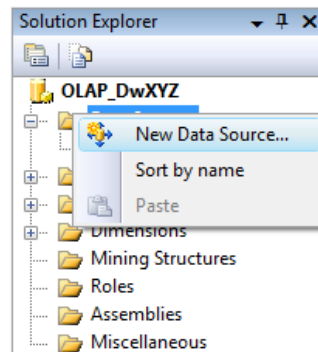 Solution Explorer
OLAP_DwXYZ
New Data Source...
Sort by name
Paste
Dimensions
Mining Structures
Roles
Assemblies
Miscellaneous